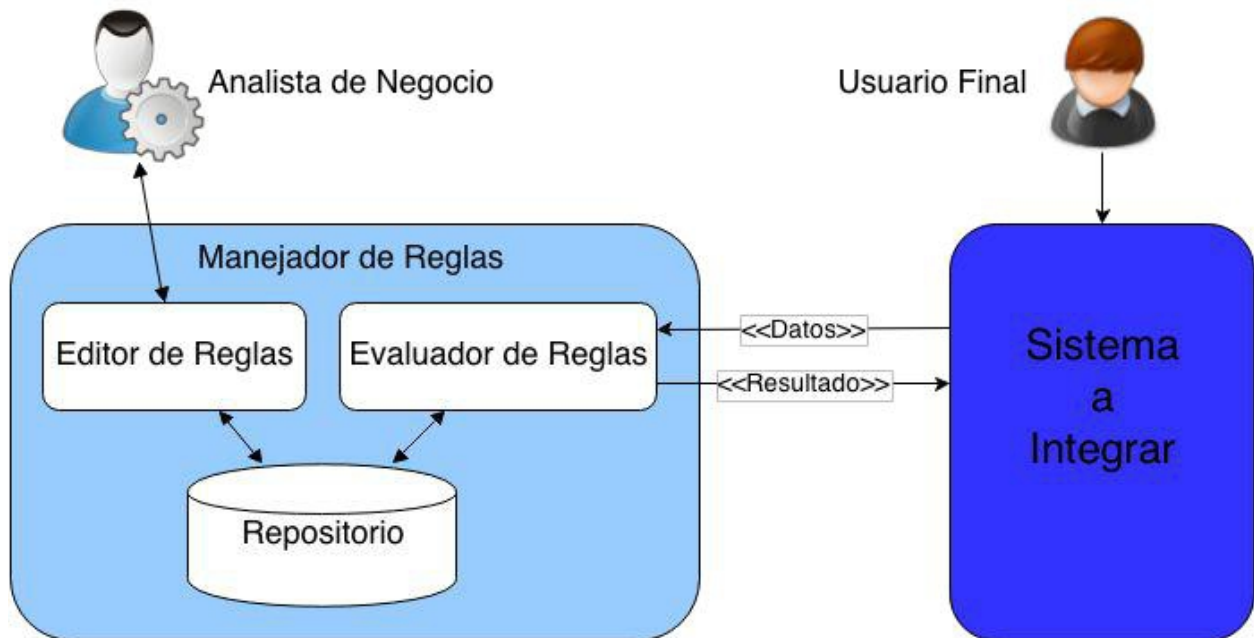 Analista de Negocio
Usuario Final
Manejador de Reglas
Editor de Reglas
Evaluador de Reglas
<<Datos>>
<<Resultado>>
Repositorio
Sistema
a
Integrar